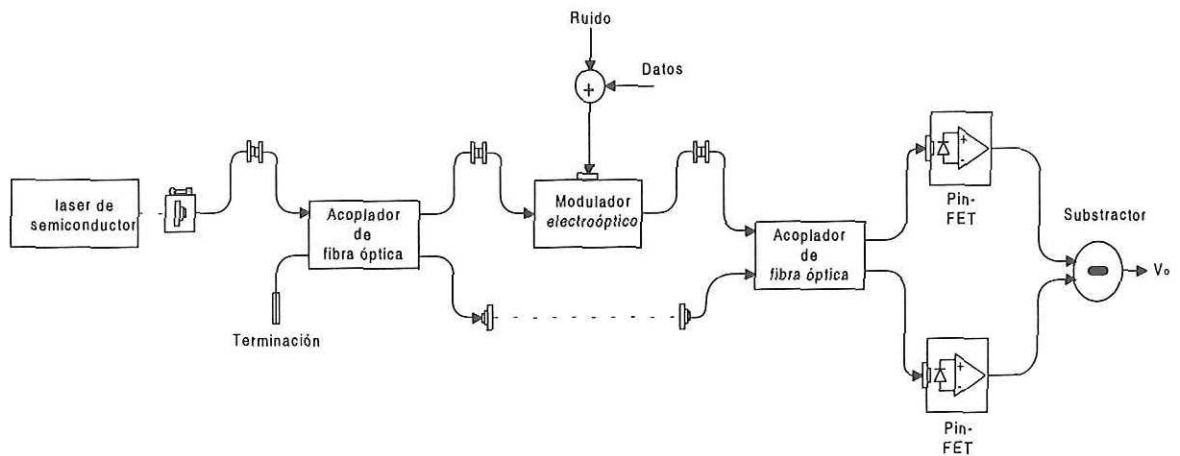 Ruido
Datos
+
laser de
semiconductor
Acoplador
de
fibra óptica
Terminación
Modulador
electroóptico
Acoplador
de
fibra óptica
+
-
Pin-
FET
Substractor
Vo
+
-
Pin-
FET